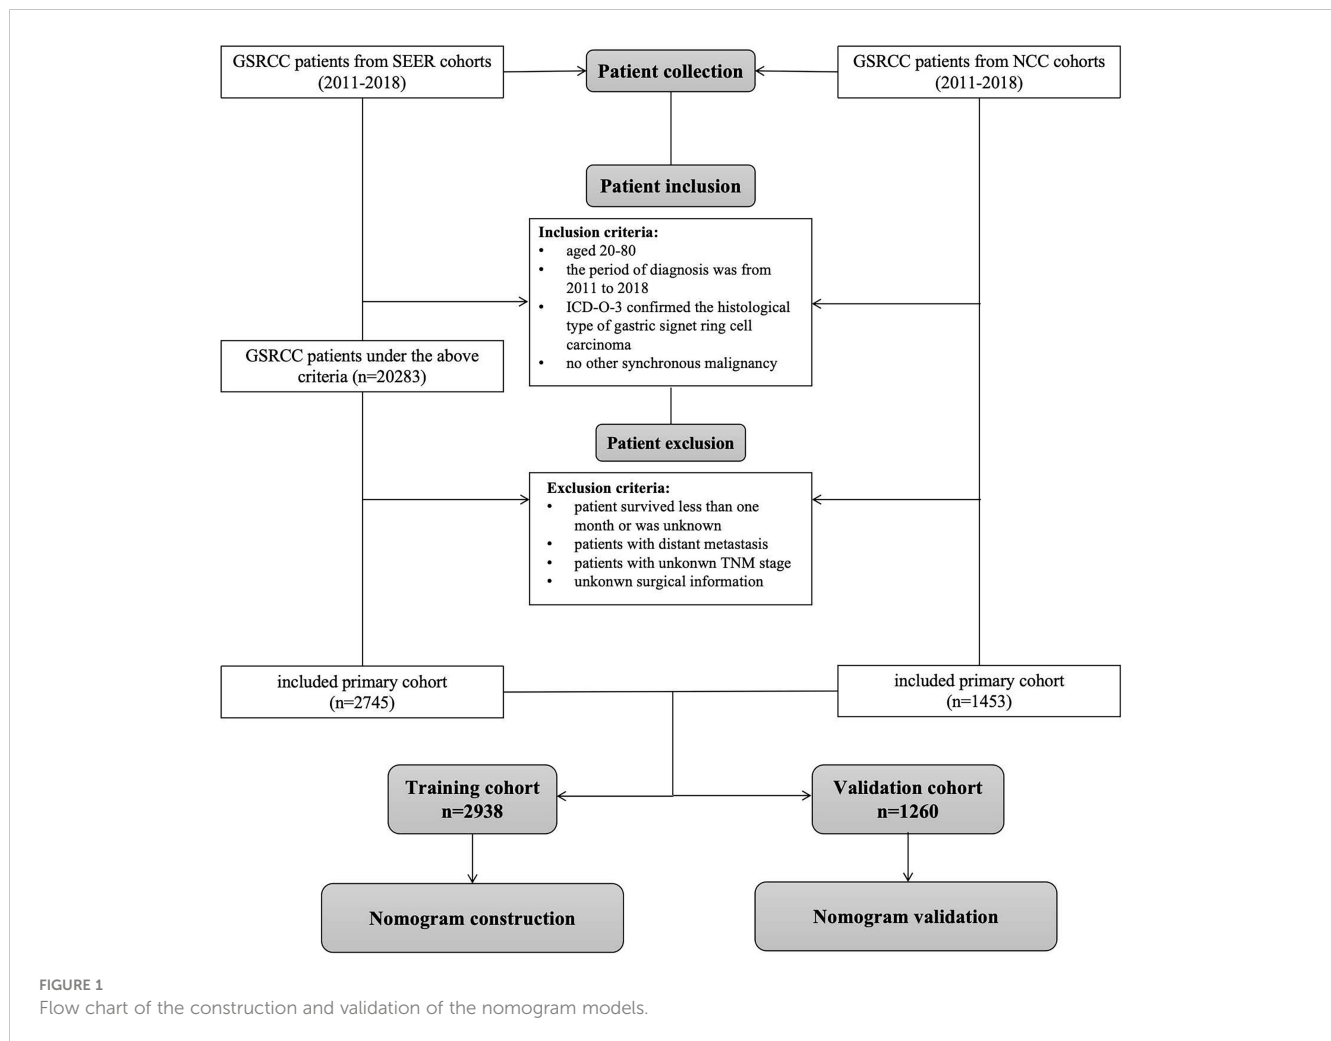 GSRCC patients from SEER cohorts
(2011-2018)
Patient collection
GSRCC patients from NCC cohorts
(2011-2018)
Patient inclusion
Inclusion criteria:
• aged 20-80
• the period of diagnosis was from
2011 to 2018
• ICD-O-3 confirmed the histological
type of gastric signet ring cell
carcinoma
• no other synchronous malignancy
GSRCC patients under the above
criteria (n=20283)
Patient exclusion
Exclusion criteria:
• patient survived less than one
month or was unknown
• patients with distant metastasis
• patients with unkonwn TNM stage
• unkonwn surgical information
included primary cohort
(n=2745)
included primary cohort
(n=1453)
Training cohort
n=2938
Validation cohort
n=1260
Nomogram construction
Nomogram validation
FIGURE 1
Flow chart of the construction and validation of the nomogram models.